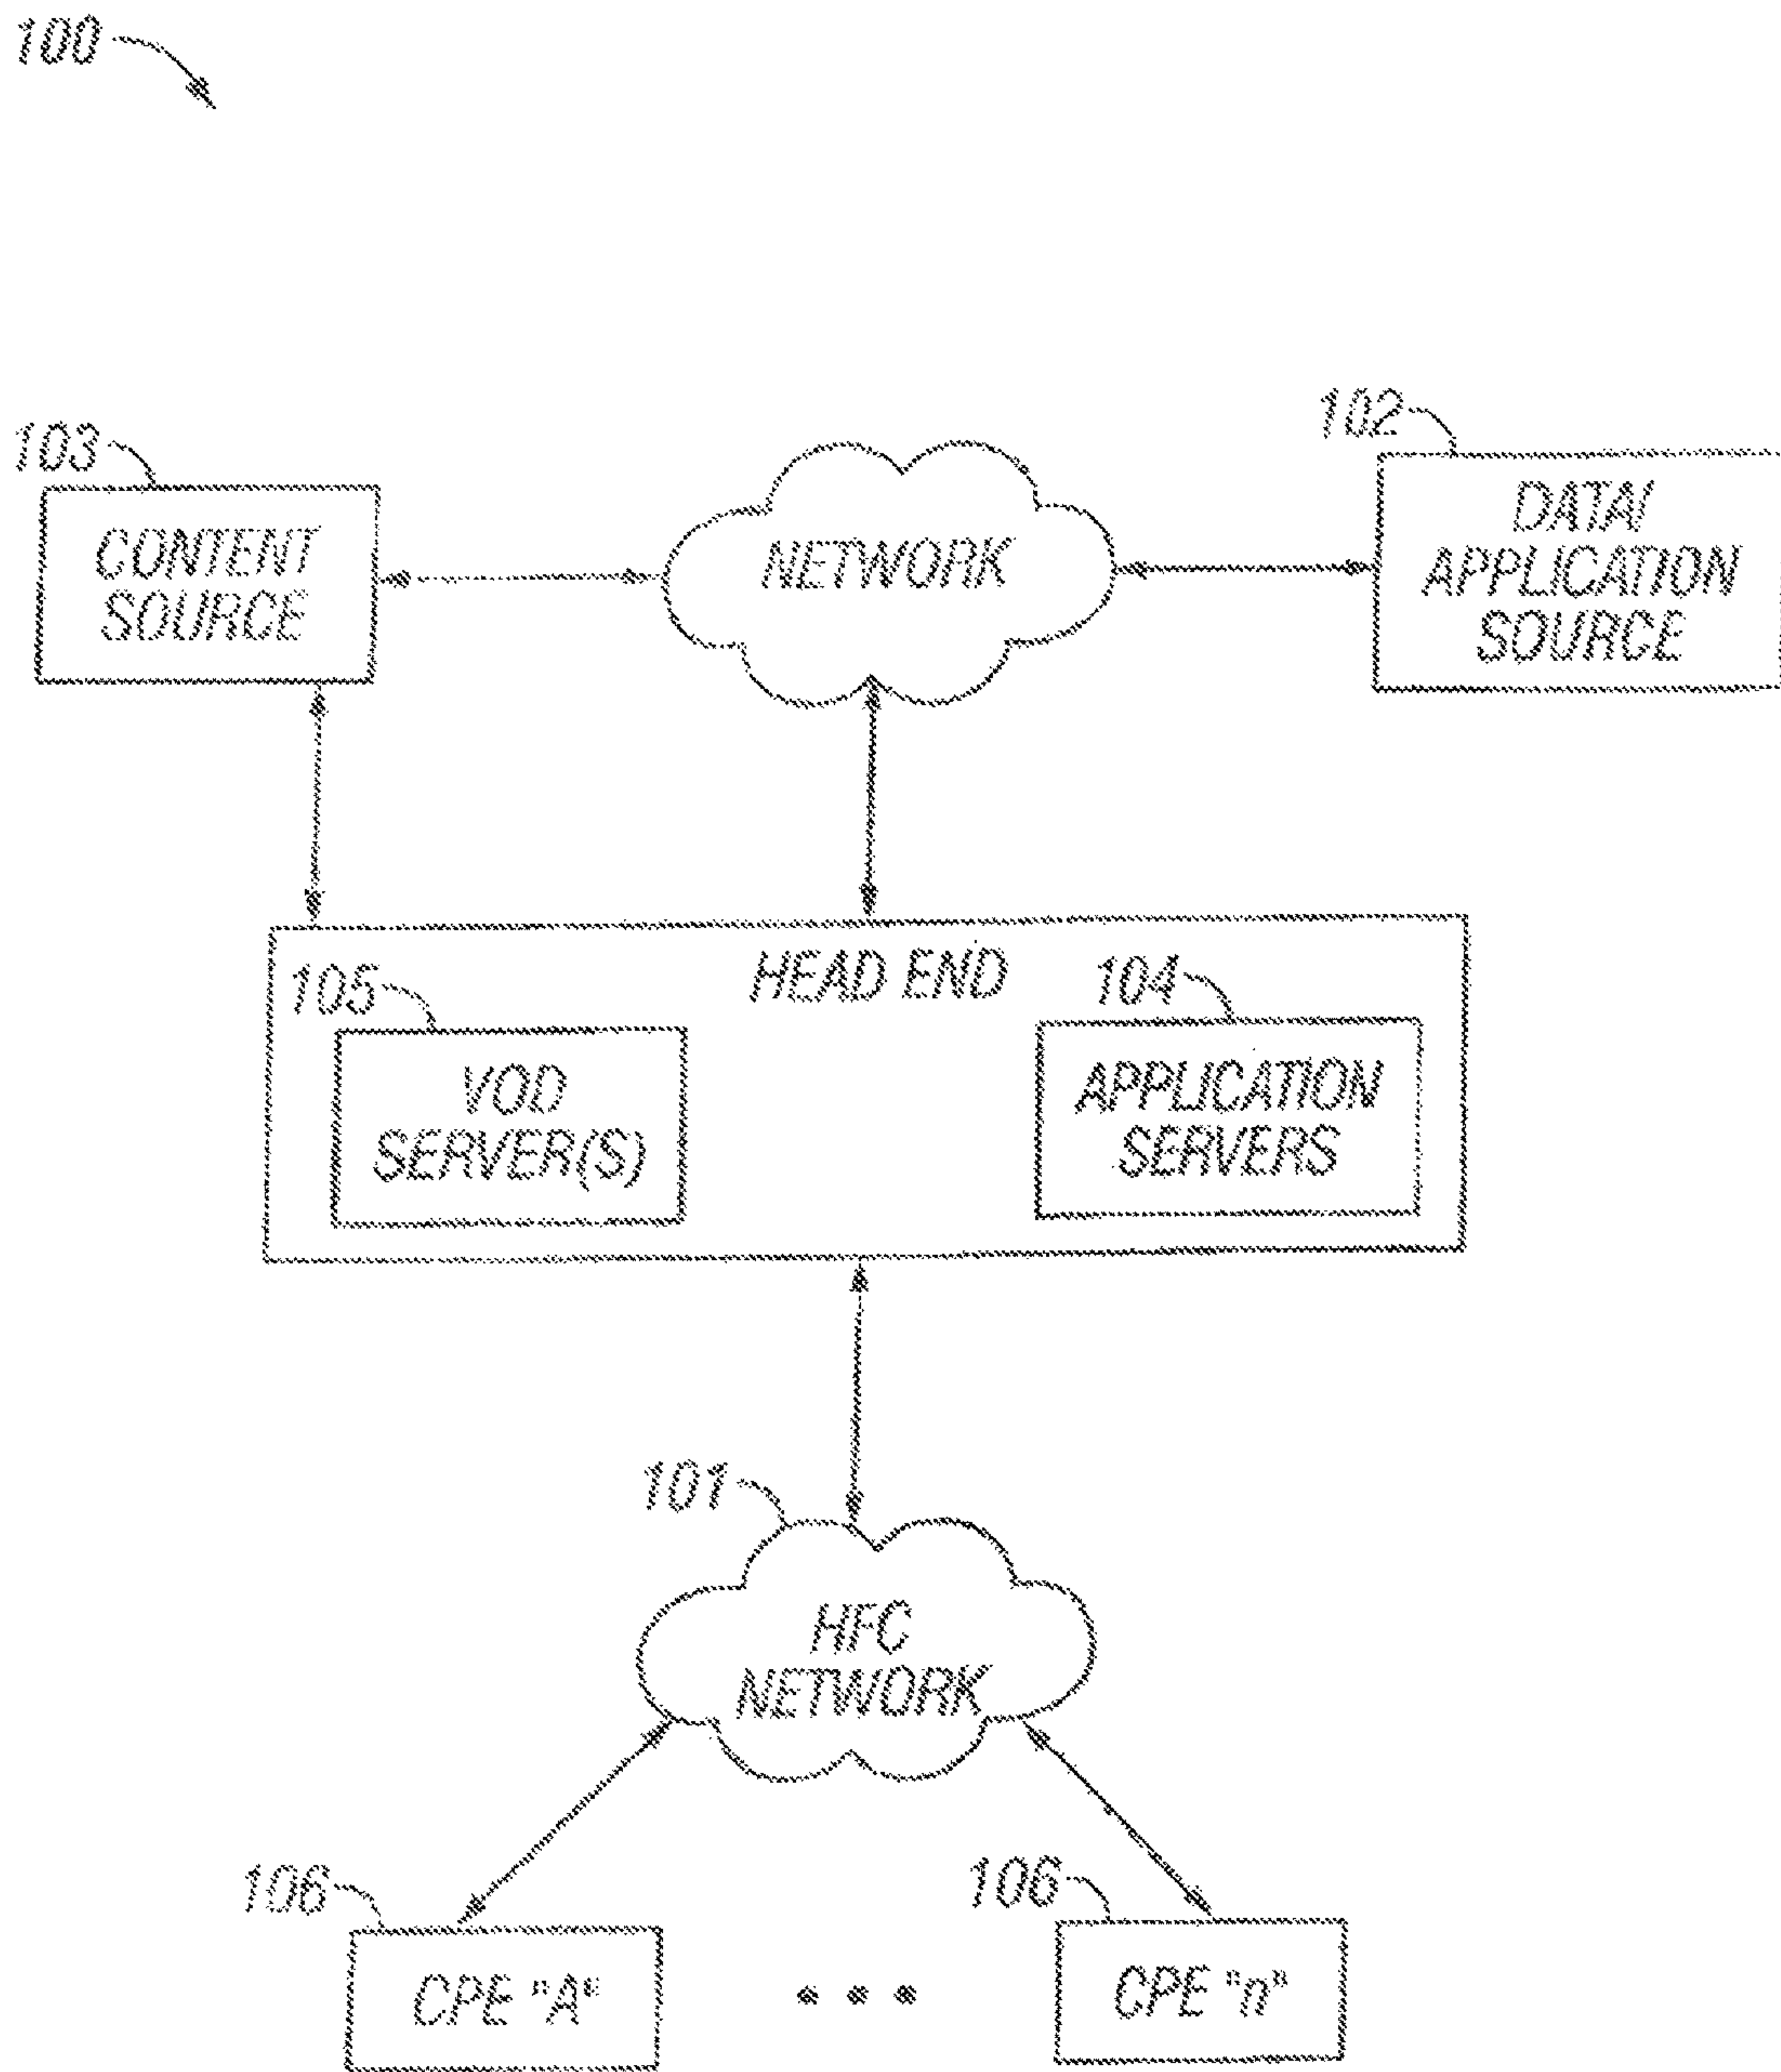 100
103
102
CONTENT
SOURCE
NETWORK
DATA/
APPLICATION
SOURCE
HEAD END
105
104
VOD
SERVER(S)
APPLICATION
SERVERS
101
HFC
NETWORK
106
106
CPE "A"
CPE "n"